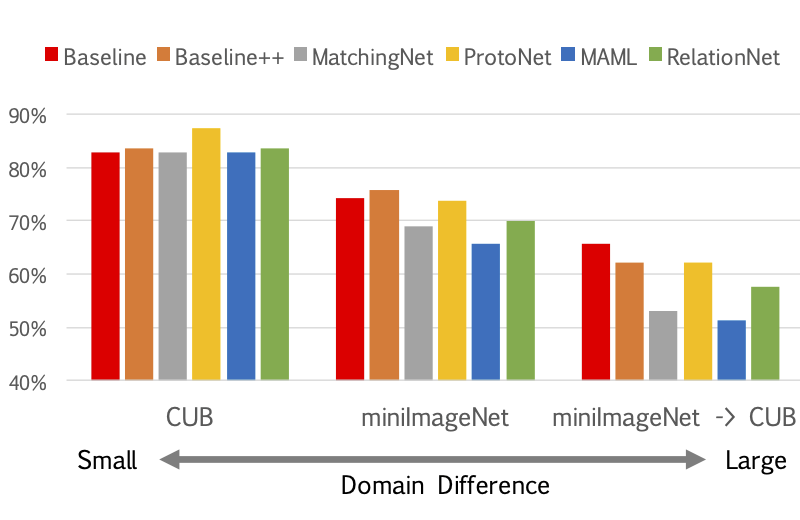 Baseline Baseline++ MatchingNet ProtoNet MAML RelationNet
90%
80%
70%
60%
50%
40%
CUB miniImageNet miniImageNet -> CUB
Small Large
Domain Difference